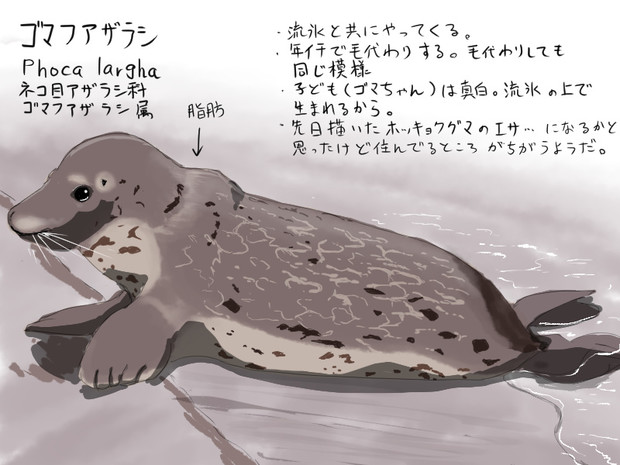 ゴマフアザラシ
Phoca largha
ネコ目アザラシ科
ゴマフアザラシ属
・流氷と共にやってくる。
・年イチで毛代わりする。毛代わりしても
同じ模様
・子ども(ゴマちゃん)は真白。流氷の上で
生まれるから。
・先日描いたホッキョクグマのエサ… になるかと
思ったけど住んでるところがちがうようだ。
脂肪